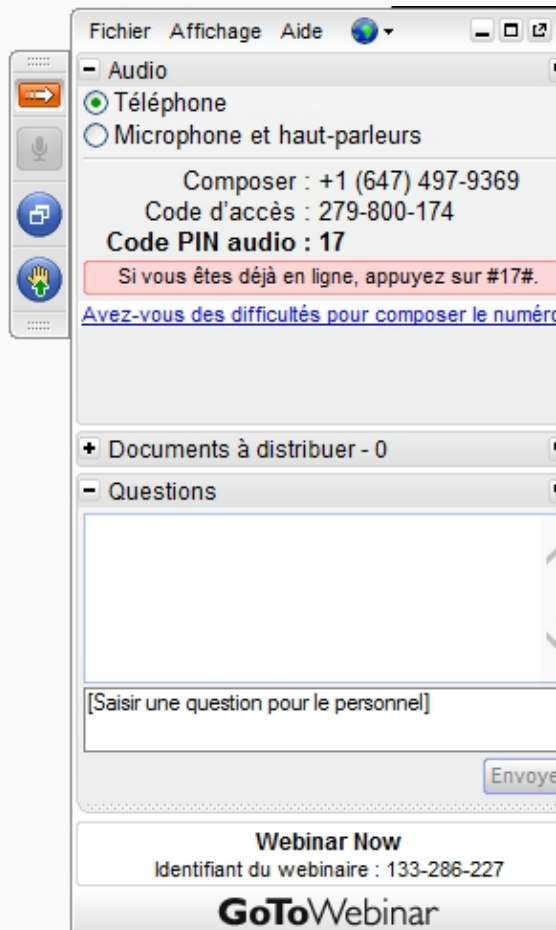 Fichier Affichage Aide
Audio
Téléphone
Microphone et haut-parleurs
Composer : +1 (647) 497-9369
Code d'accès : 279-800-174
Code PIN audio : 17
Si vous êtes déjà en ligne, appuyez sur #17#.
Avez-vous des difficultés pour composer le numéro
Documents à distribuer - 0
Questions
[Saisir une question pour le personnel]
Envoye
Webinar Now
Identifiant du webinaire : 133-286-227
GoToWebinar